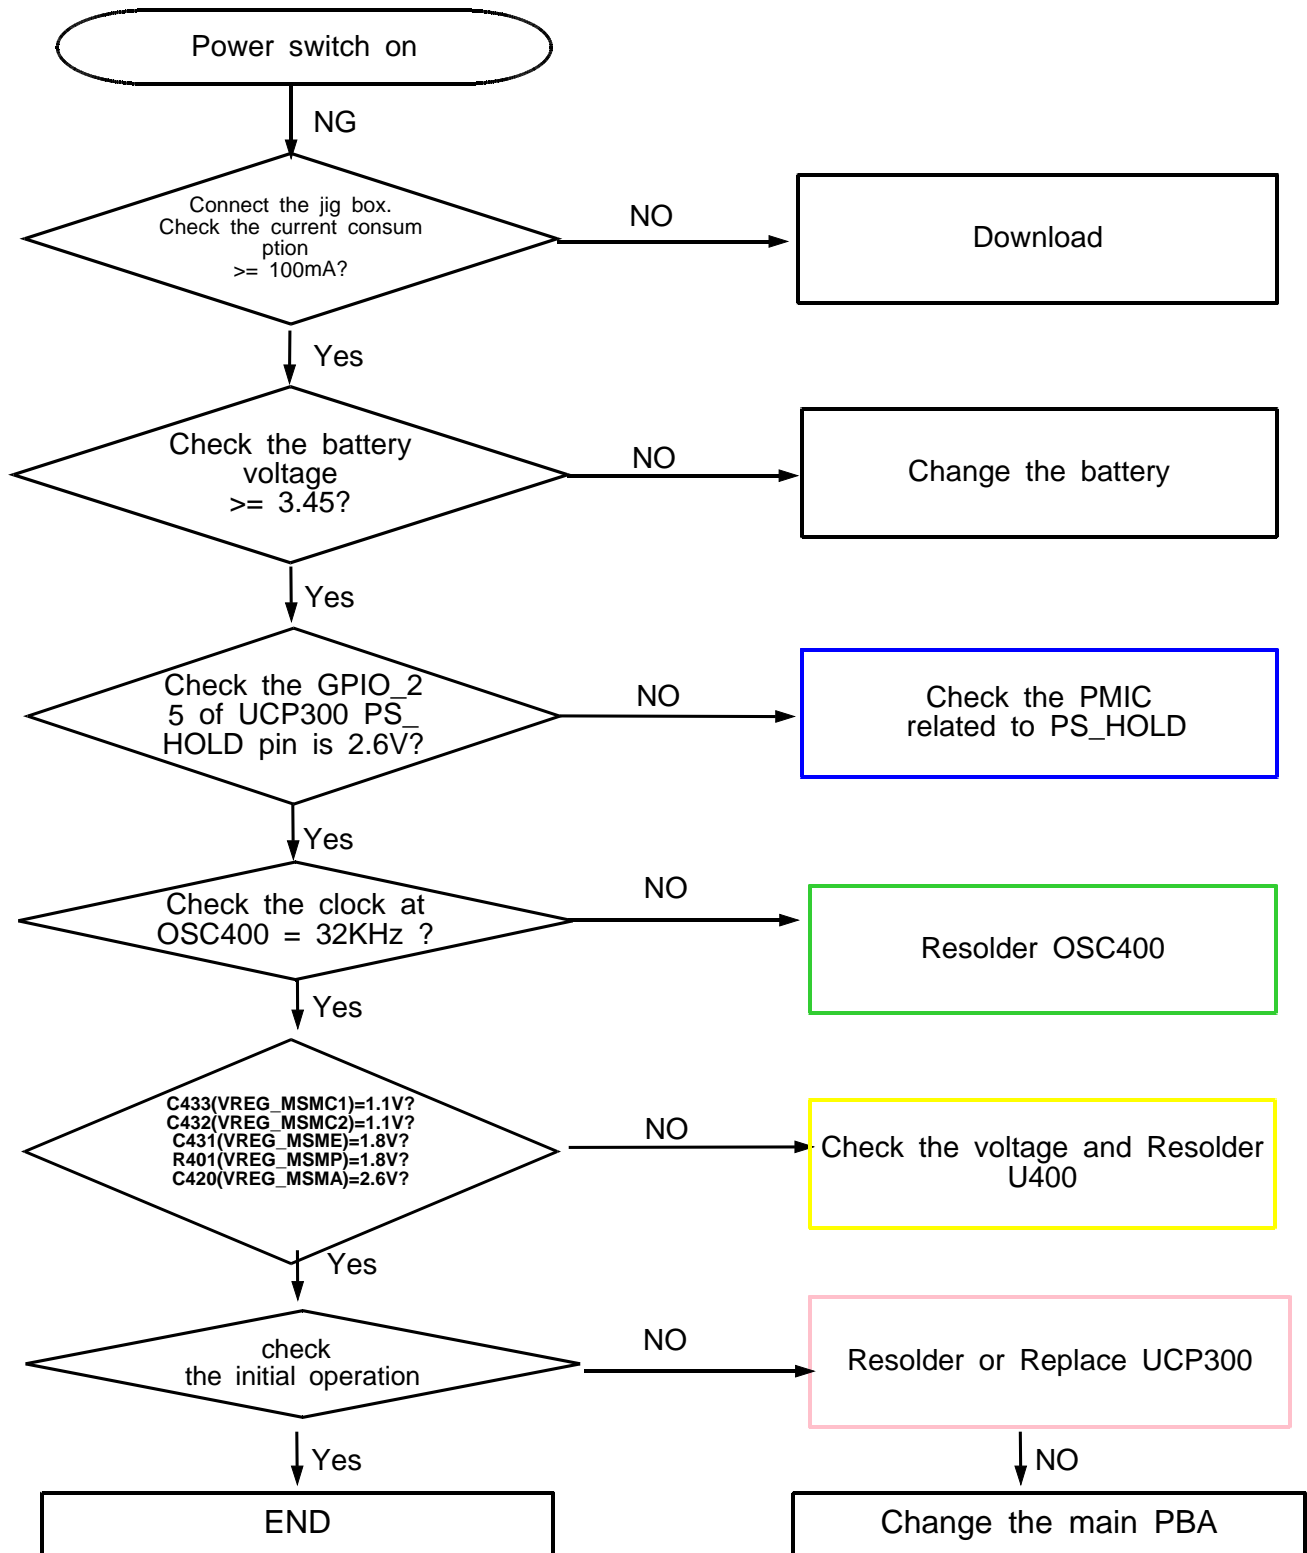 Power switch on
NG
Connect the jig box.
Check the current consum
ption
>= 100mA?
NO
Download
Yes
Check the battery
voltage
>= 3.45?
NO
Change the battery
Yes
Check the GPIO_2
5 of UCP300 PS_
HOLD pin is 2.6V?
NO
Check the PMIC
related to PS_HOLD
Yes
Check the clock at
OSC400 = 32KHz ?
NO
Resolder OSC400
Yes
C433(VREG_MSMC1)=1.1V?
C432(VREG_MSMC2)=1.1V?
C431(VREG_MSME)=1.8V?
R401(VREG_MSMP)=1.8V?
C420(VREG_MSMA)=2.6V?
NO
Check the voltage and Resolder
U400
Yes
check
the initial operation
NO
Resolder or Replace UCP300
Yes
NO
END
Change the main PBA